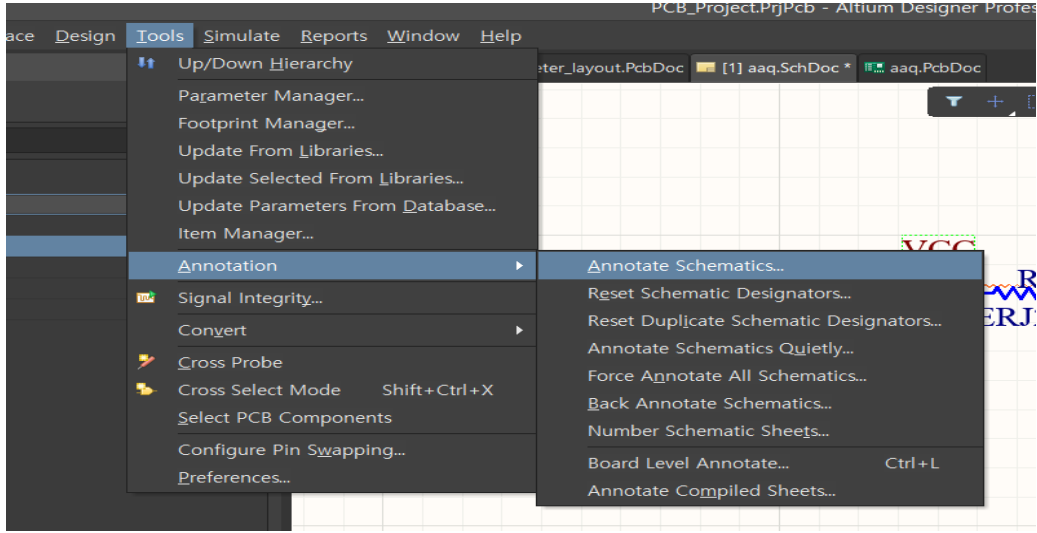 PCB_Project.PrjPcb - Altium Designer Profes
ace Design Tools Simulate Reports Window Help
eter_layout.PcbDoc [1] aaq.SchDoc * aaq.PcbDoc
Up/Down Hierarchy
Parameter Manager...
Footprint Manager...
Update From Libraries...
Update Selected From Libraries...
Update Parameters From Database...
Item Manager...
Annotation
Signal Integrity...
Convert
Cross Probe
Cross Select Mode Shift+Ctrl+X
Select PCB Components
Configure Pin Swapping...
Preferences...
Annotate Schematics...
Reset Schematic Designators...
Reset Duplicate Schematic Designators...
Annotate Schematics Quietly...
Force Annotate All Schematics...
Back Annotate Schematics...
Number Schematic Sheets...
Board Level Annotate... Ctrl+L
Annotate Compiled Sheets...
VCC
R
ERJ